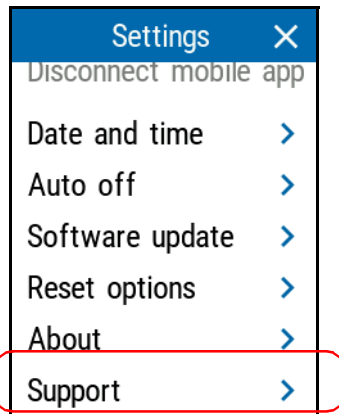 Settings
Disconnect mobile app
Date and time
Auto off
Software update
Reset options
About
Support